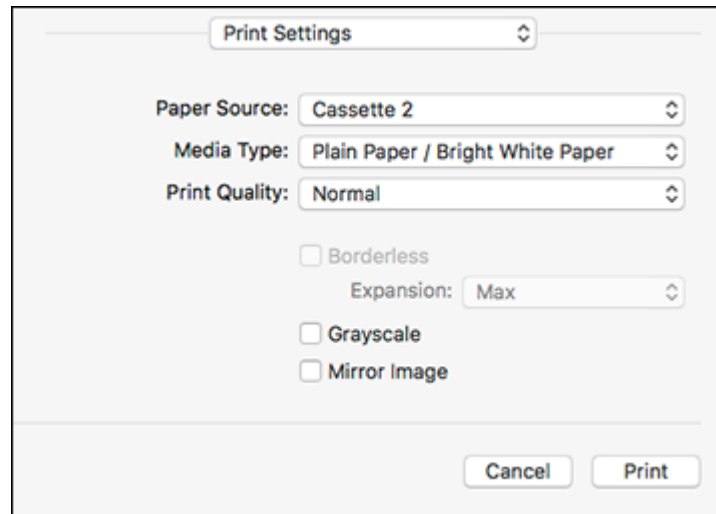 Print Settings
Paper Source: Cassette 2
Media Type: Plain Paper / Bright White Paper
Print Quality: Normal
Borderless
Expansion: Max
Grayscale
Mirror Image
Cancel Print